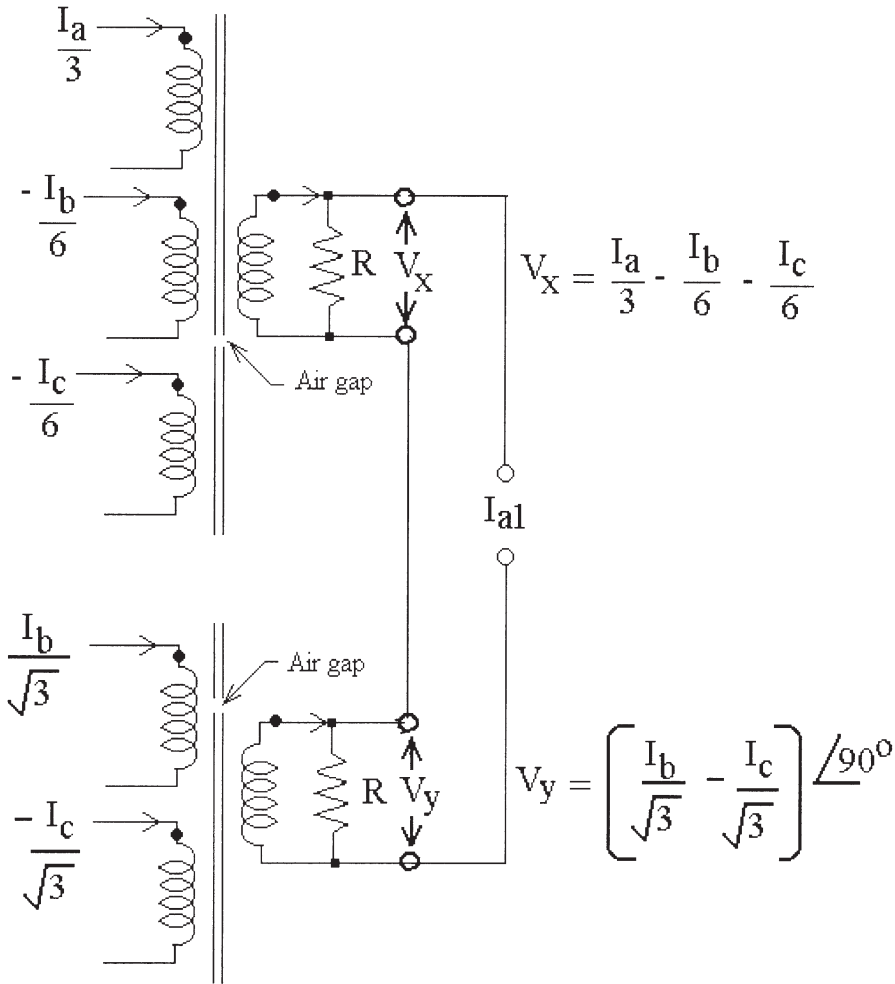 Ia/3
- Ib/6
R Vx
Vx = Ia/3 - Ib/6 - Ic/6
Air gap
- Ic/6
Ia1
Ib/√3
Air gap
R Vy
Vy = [Ib/√3 - Ic/√3] ∠90°
- Ic/√3